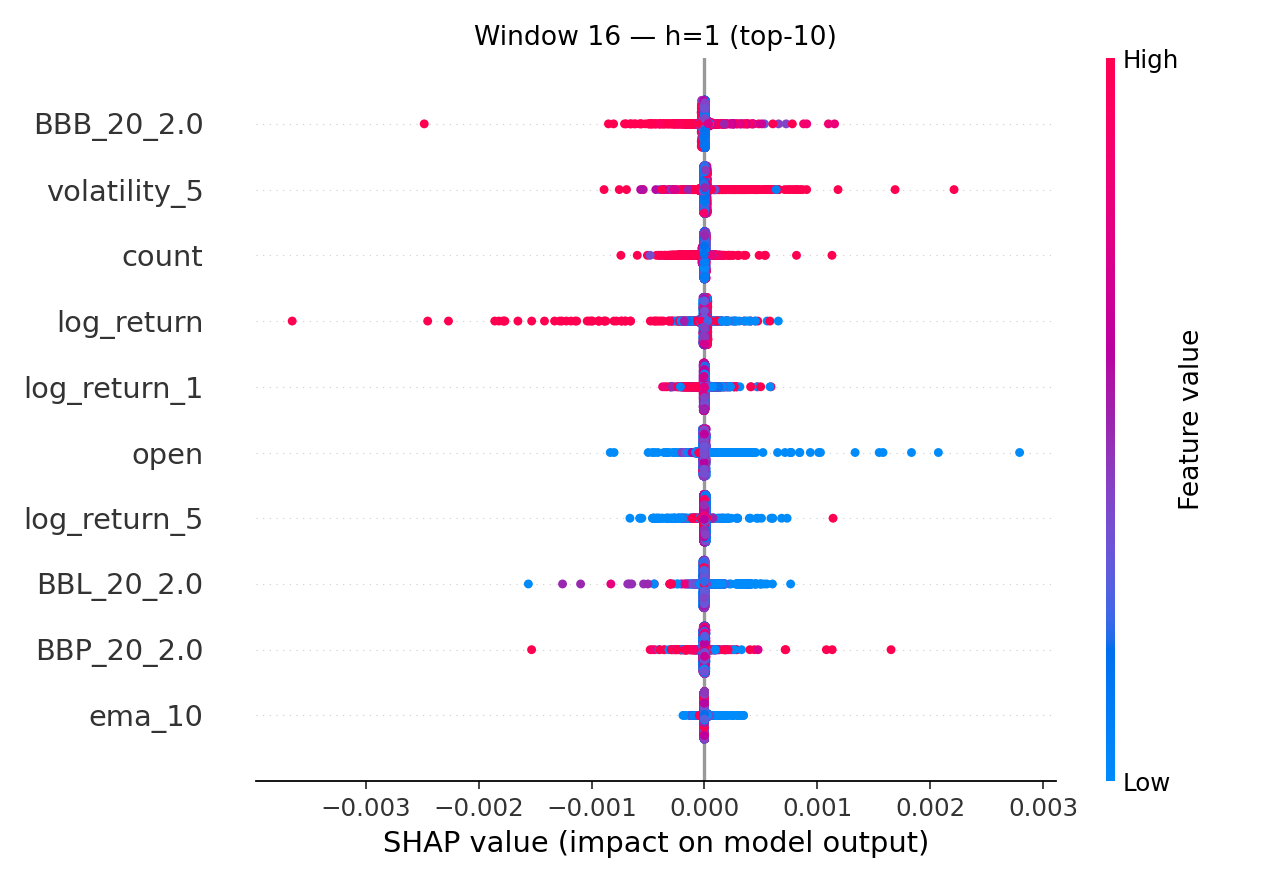 Window 16 — h=1 (top-10)
High
BBB_20_2.0
volatility_5
count
log_return
log_return_1
open
log_return_5
BBL_20_2.0
BBP_20_2.0
ema_10
Feature value
Low
−0.003 −0.002 −0.001 0.000 0.001 0.002 0.003
SHAP value (impact on model output)